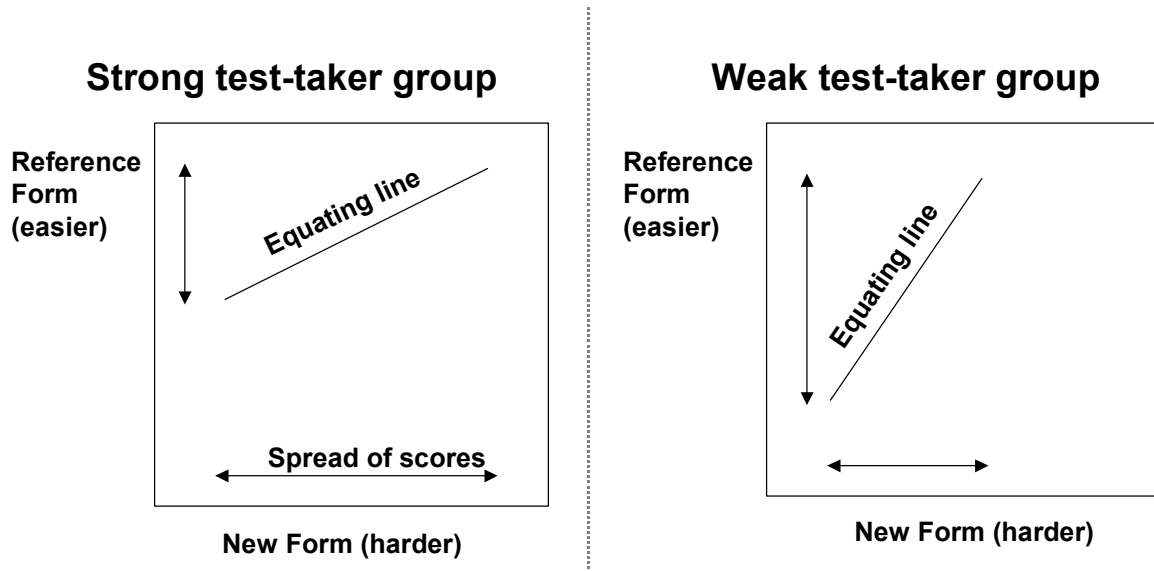 Strong test-taker group
Reference
Form
(easier)
Equating line
Spread of scores
New Form (harder)
Weak test-taker group
Reference
Form
(easier)
Equating line
New Form (harder)